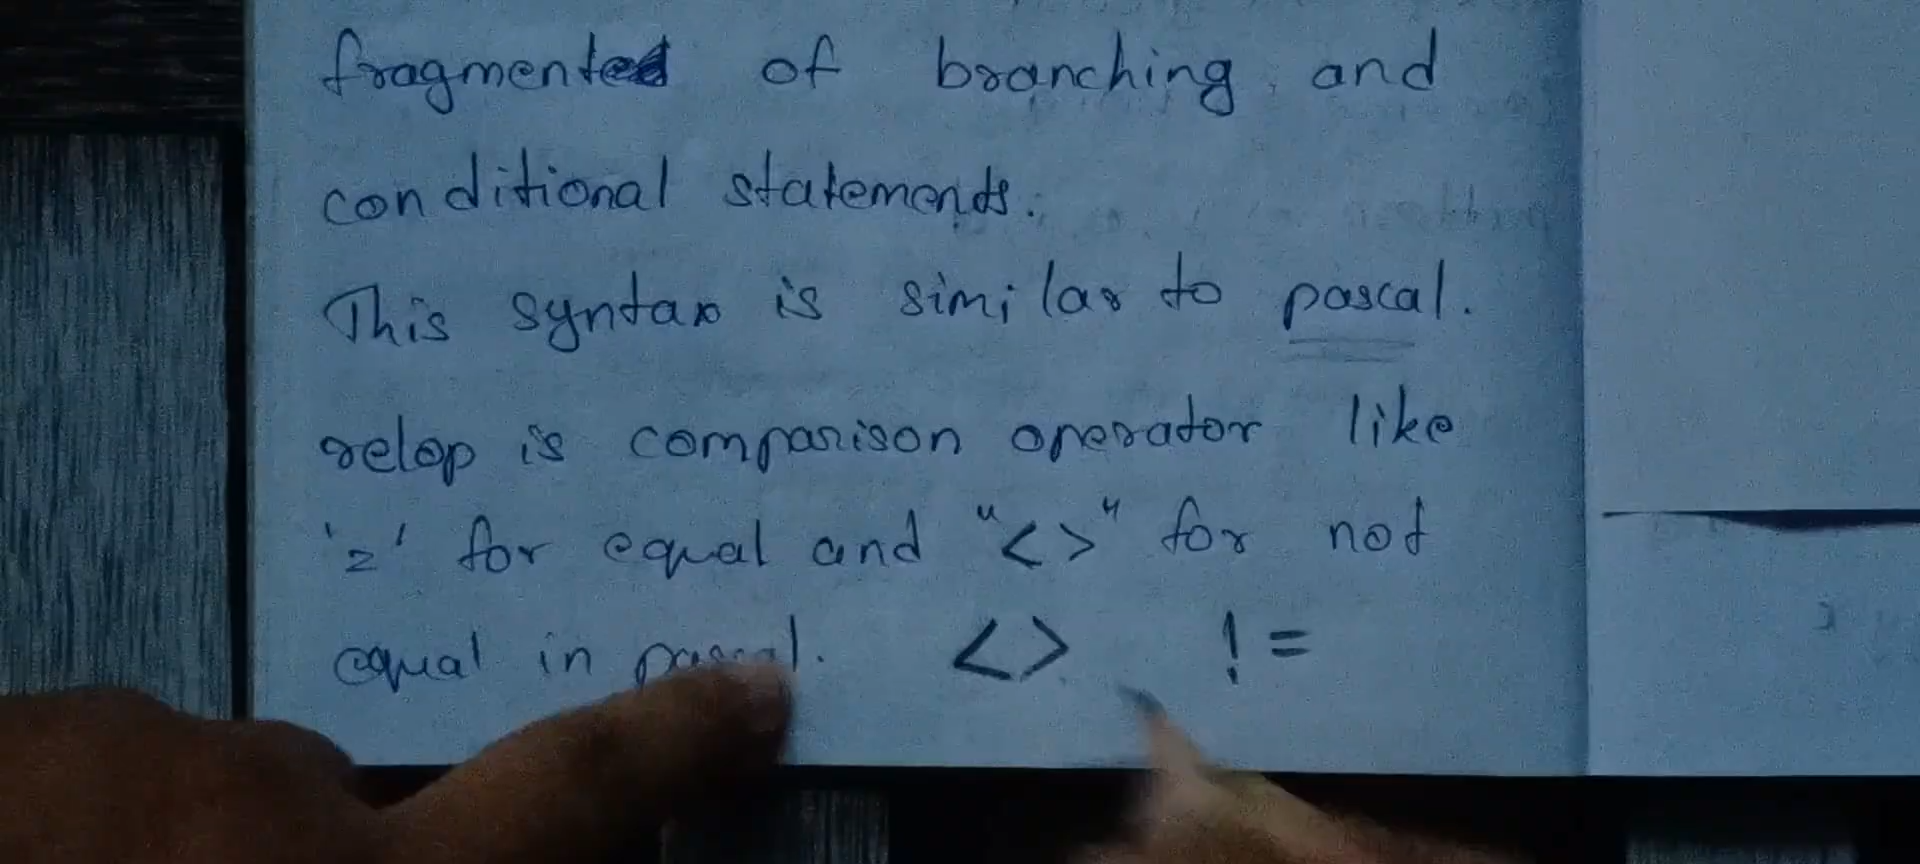 fragmented of branching and
conditional statements.
This syntax is similar to pascal.
relop is comparison operator like
'=' for equal and "<>" for not
equal in pascal. <> !=